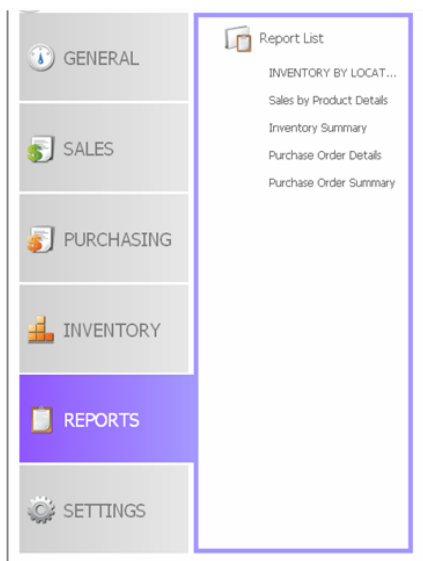 GENERAL
SALES
PURCHASING
INVENTORY
REPORTS
SETTINGS
Report List
INVENTORY BY LOCAT...
Sales by Product Details
Inventory Summary
Purchase Order Details
Purchase Order Summary